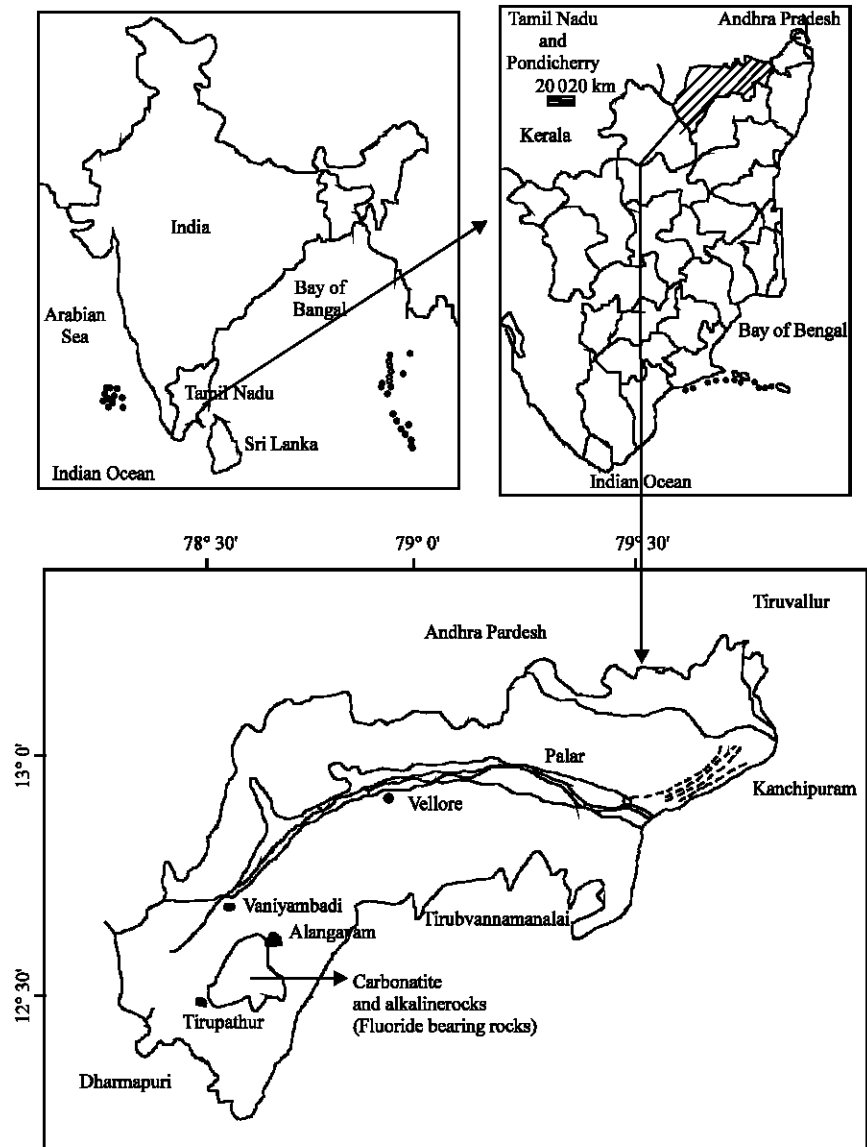 India
Arabian
Sea
Bay of
Bangal
Tamil Nadu
Sri Lanka
Indian Ocean
Tamil Nadu
and
Pondicherry
20 020 km
Andhra Pradesh
Kerala
Bay of Bengal
Indian Ocean
78° 30'
79° 0'
79° 30'
Tiruvallur
Andhra Pardesh
13° 0'
Palar
Kanchipuram
Vellore
Vaniyambadi
Tirubvannamanalai
Alangayam
12° 30'
Carbonatite
and alkalinerocks
(Fluoride bearing rocks)
Tirupathur
Dharmapuri